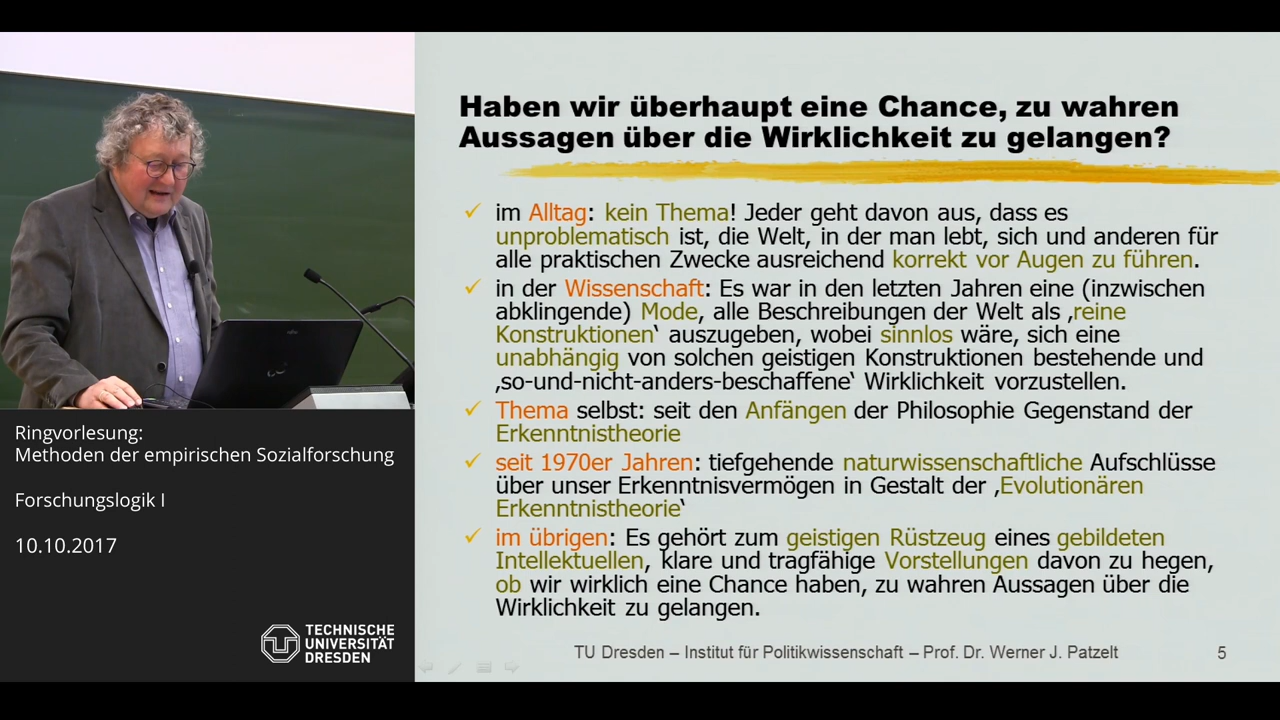 Haben wir überhaupt eine Chance, zu wahren
Aussagen über die Wirklichkeit zu gelangen?
im Alltag: kein Thema! Jeder geht davon aus, dass es
unproblematisch ist, die Welt, in der man lebt, sich und anderen für
alle praktischen Zwecke ausreichend korrekt vor Augen zu führen.
in der Wissenschaft: Es war in den letzten Jahren eine (inzwischen
abklingende) Mode, alle Beschreibungen der Welt als ‚reine
Konstruktionen‘ auszugeben, wobei sinnlos wäre, sich eine
unabhängig von solchen geistigen Konstruktionen bestehende und
‚so-und-nicht-anders-beschaffene‘ Wirklichkeit vorzustellen.
Thema selbst: seit den Anfängen der Philosophie Gegenstand der
Erkenntnistheorie
seit 1970er Jahren: tiefgehende naturwissenschaftliche Aufschlüsse
über unser Erkenntnisvermögen in Gestalt der ‚Evolutionären
Erkenntnistheorie‘
im übrigen: Es gehört zum geistigen Rüstzeug eines gebildeten
Intellektuellen, klare und tragfähige Vorstellungen davon zu hegen,
ob wir wirklich eine Chance haben, zu wahren Aussagen über die
Wirklichkeit zu gelangen.
TU Dresden – Institut für Politikwissenschaft – Prof. Dr. Werner J. Patzelt
5
Ringvorlesung:
Methoden der empirischen Sozialforschung
Forschungslogik I
10.10.2017
TECHNISCHE
UNIVERSITÄT
DRESDEN